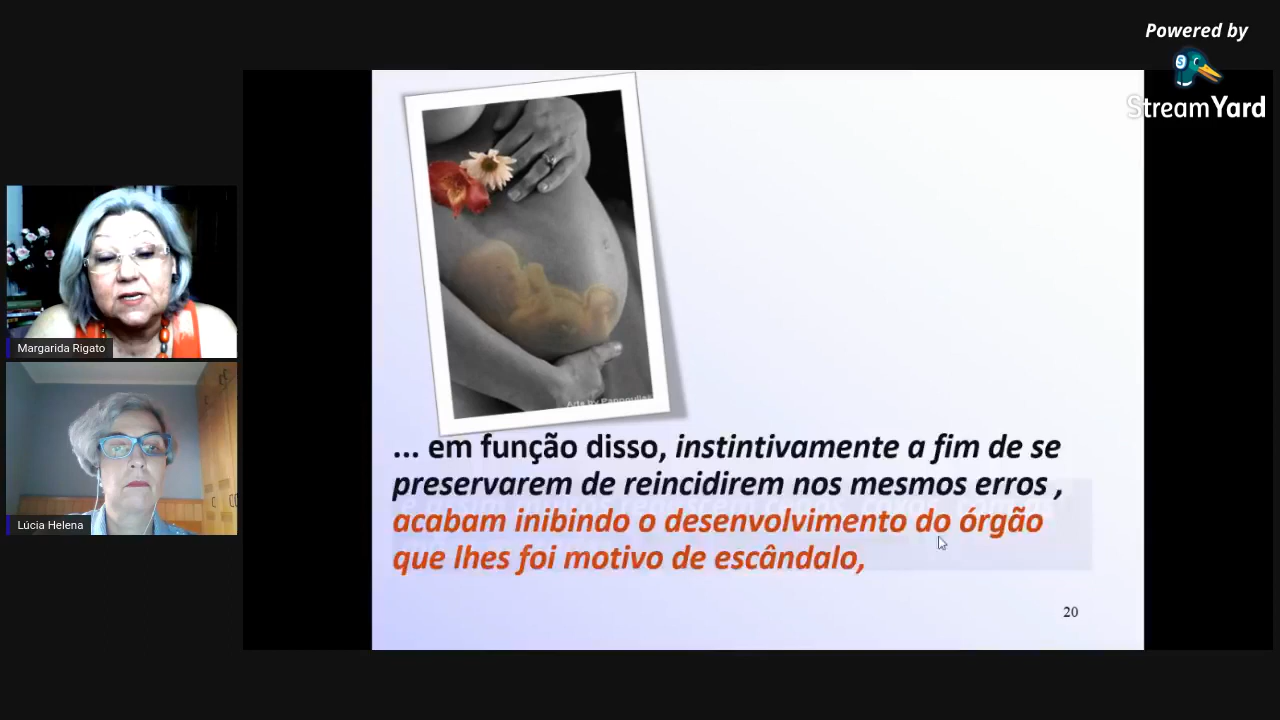 Powered by
StreamYard
Margarida Rigato
Lúcia Helena
... em função disso, instintivamente a fim de se
preservarem de reincidirem nos mesmos erros ,
acabam inibindo o desenvolvimento do órgão
que lhes foi motivo de escândalo,
20